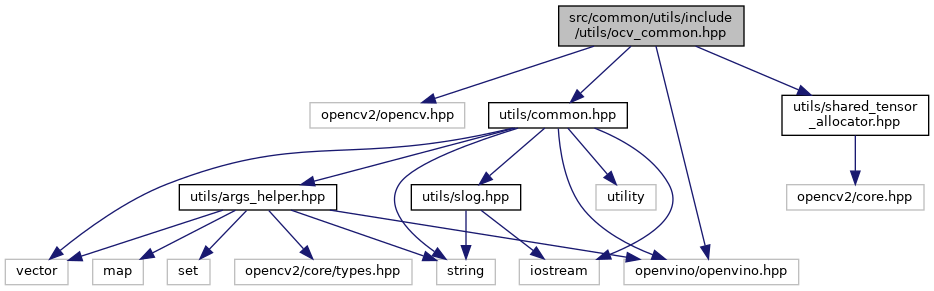 src/common/utils/include
/utils/ocv_common.hpp
opencv2/opencv.hpp
utils/common.hpp
utils/shared_tensor
_allocator.hpp
utils/args_helper.hpp
utils/slog.hpp
utility
opencv2/core.hpp
vector
map
set
opencv2/core/types.hpp
string
iostream
openvino/openvino.hpp